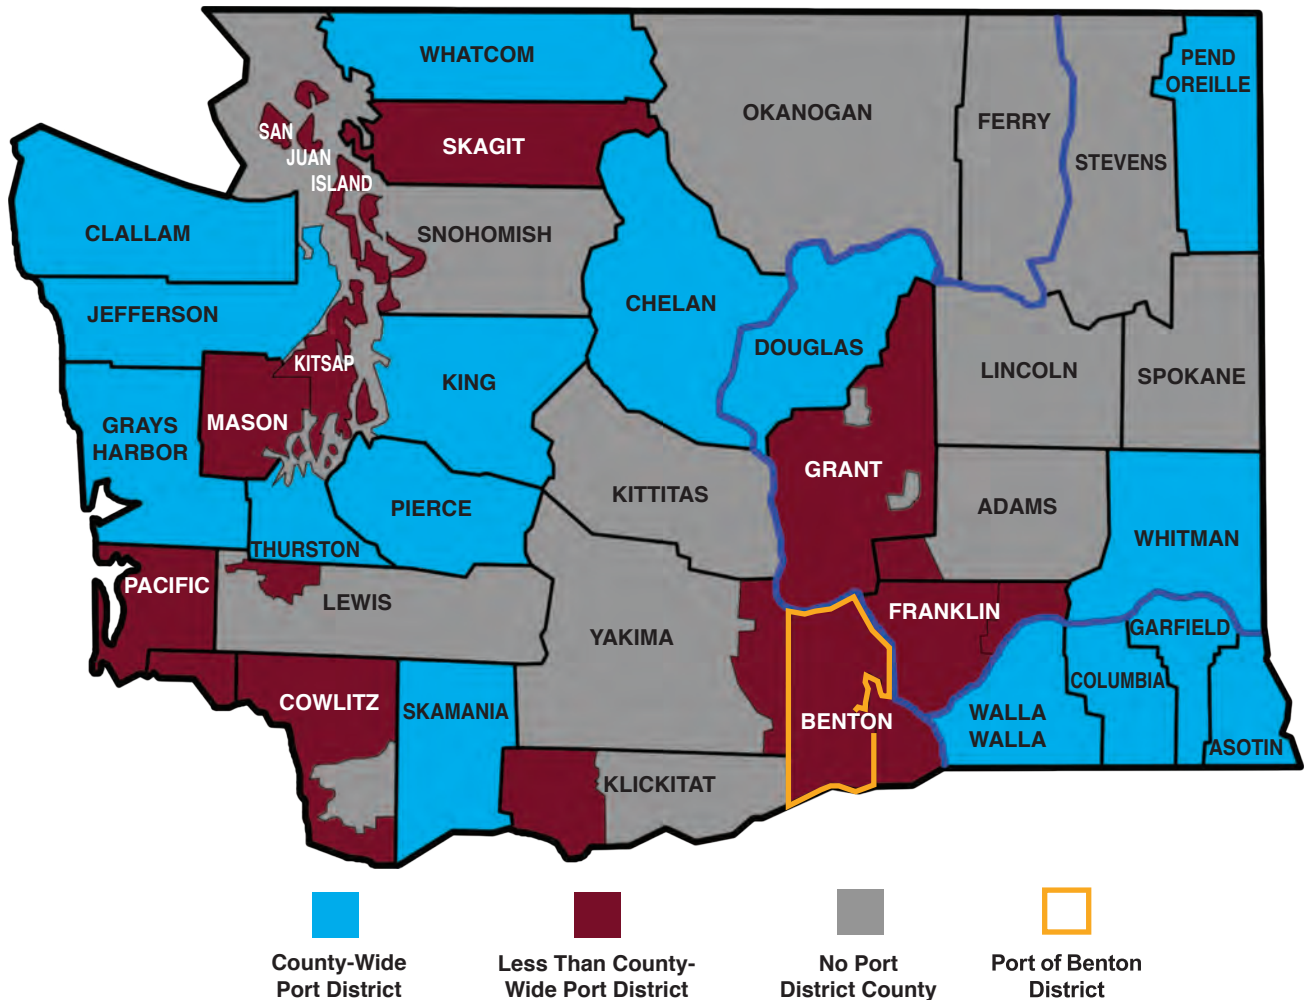 WHATCOM
PEND
OREILLE
OKANOGAN
FERRY
SAN
JUAN
SKAGIT
STEVENS
ISLAND
CLALLAM
SNOHOMISH
CHELAN
JEFFERSON
DOUGLAS
KITSAP
LINCOLN
SPOKANE
KING
MASON
GRAYS
HARBOR
GRANT
KITTITAS
PIERCE
ADAMS
WHITMAN
THURSTON
PACIFIC
LEWIS
FRANKLIN
YAKIMA
GARFIELD
COLUMBIA
COWLITZ
SKAMANIA
BENTON
WALLA
WALLA
ASOTIN
KLICKITAT
County-Wide
Port District
Less Than County-
Wide Port District
No Port
District County
Port of Benton
District